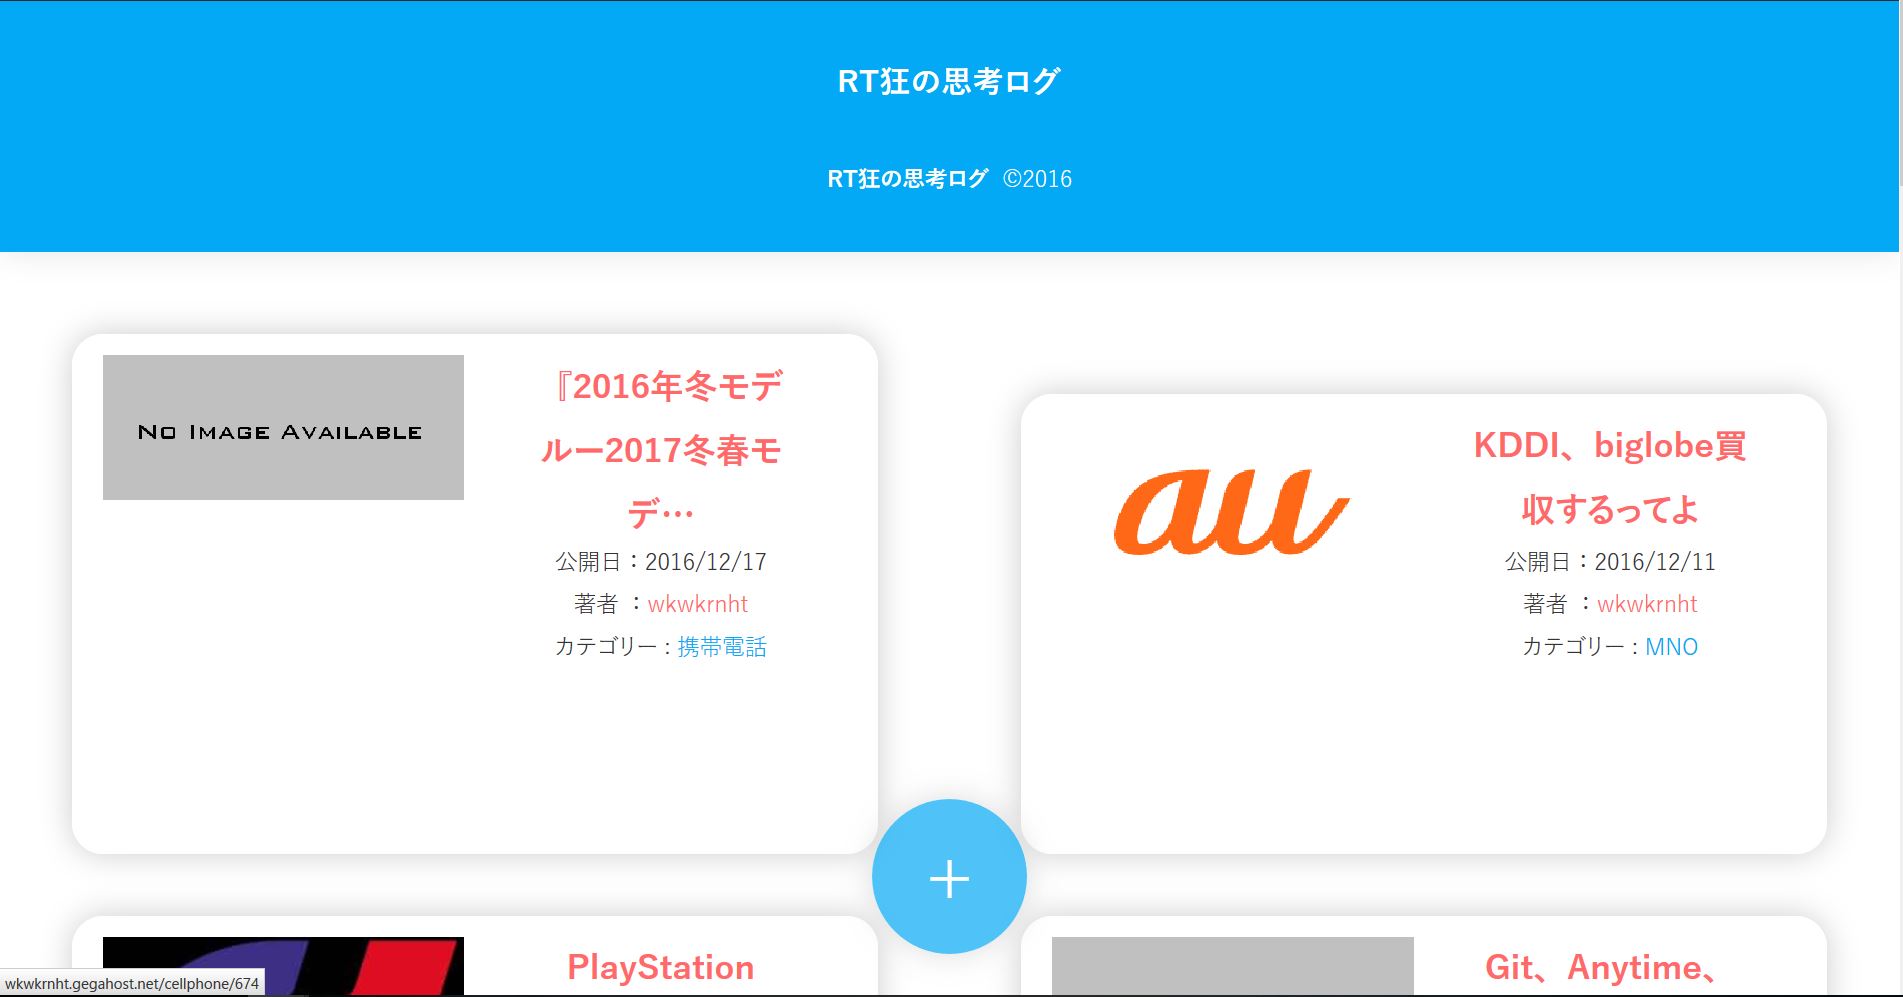 RT狂の思考ログ
RT狂の思考ログ ©2016
No Image Available
『2016年冬モデ
ルー2017冬春モ
デ…
公開日：2016/12/17
著者 ：wkwkrnht
カテゴリー : 携帯電話
au
KDDI、biglobe買
収するってよ
公開日：2016/12/11
著者 ：wkwkrnht
カテゴリー : MNO
+
PlayStation
Git、Anytime、
wkwkrnht.gegahost.net/cellphone/674